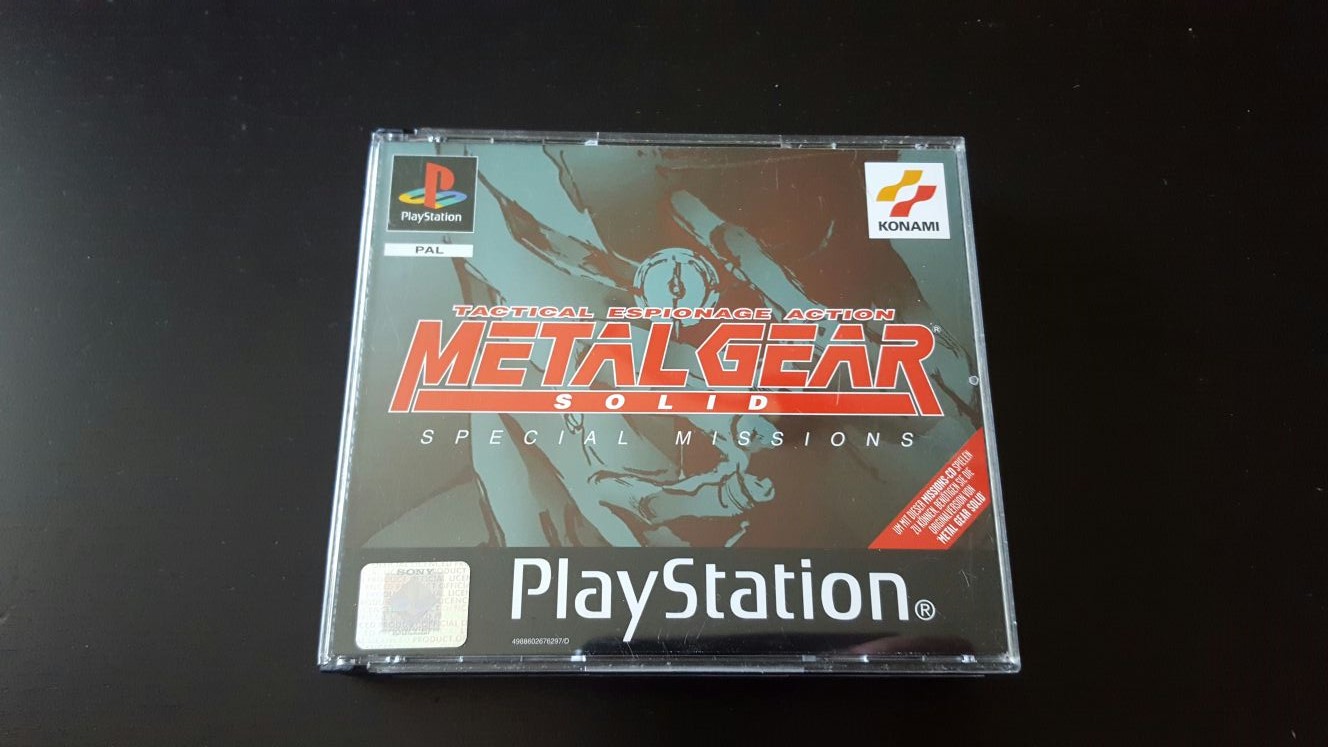 PlayStation
PAL
KONAMI
TACTICAL ESPIONAGE ACTION
METAL GEAR®
SOLID
SPECIAL MISSIONS
UM MIT DIESER MISSIONS-CD SPIELEN
ZU KÖNNEN, BENÖTIGEN SIE DIE
ORIGINALVERSION VON
METAL GEAR SOLID
SONY
PlayStation®
4988602676297/D